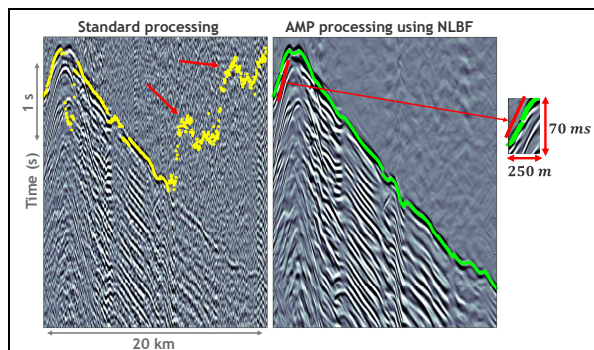 Standard processing
AMP processing using NLBF
1 s
Time (s)
20 km
70 ms
250 m